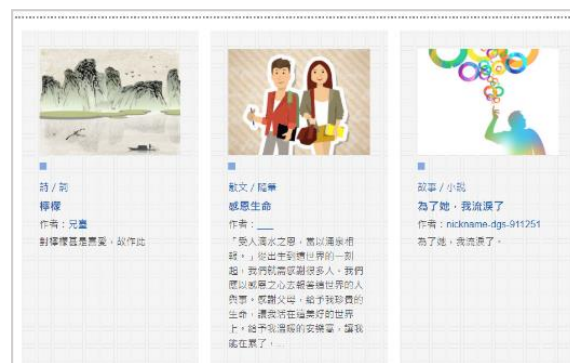 詩 / 詞
檸檬
作者：兒臺
對檸檬甚是喜愛，故作此
散文 / 隨筆
感恩生命
作者：___
「受人滴水之恩，當以湧泉相
報。」從出生到這世界的一刻
起，我們就需感謝很多人。我們
應以感恩之心去報答這世界的人
與事。感謝父母，給予我珍貴的
生命，讓我活在這美好的世界
上。給予我溫暖的安樂窩，讓我
能在累了，...
故事 / 小說
為了她，我流淚了
作者：nickname-dgs-911251
為了她，我流淚了。